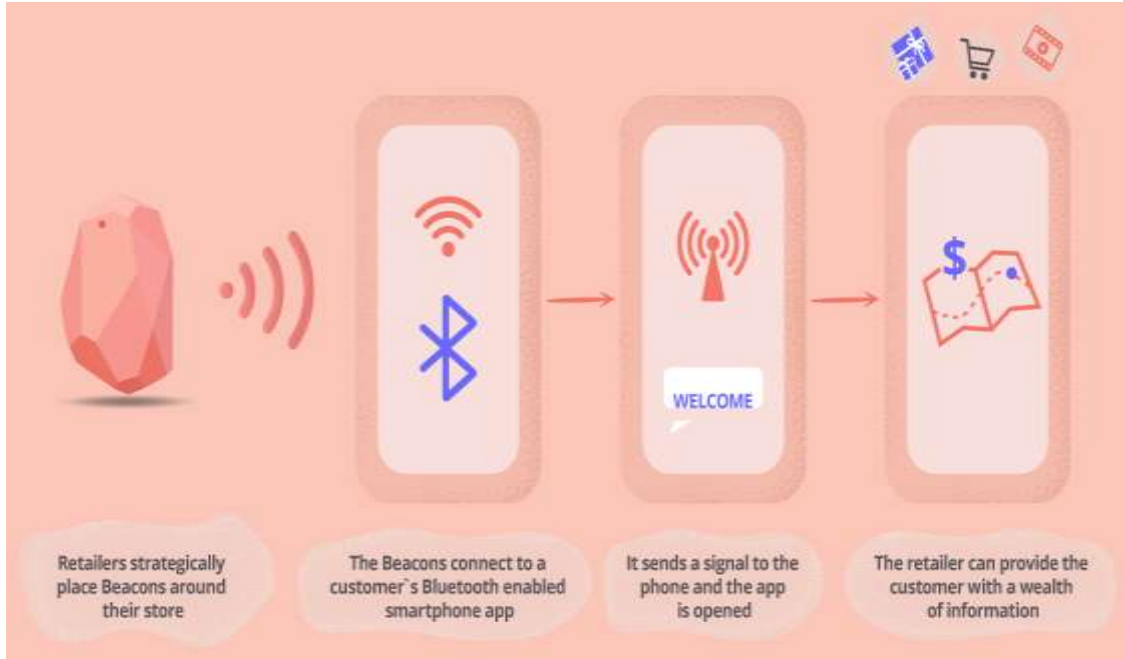 $
WELCOME
Retailers strategically
place Beacons around
their store
The Beacons connect to a
customer`s Bluetooth enabled
smartphone app
It sends a signal to the
phone and the app
is opened
The retailer can provide the
customer with a wealth
of information